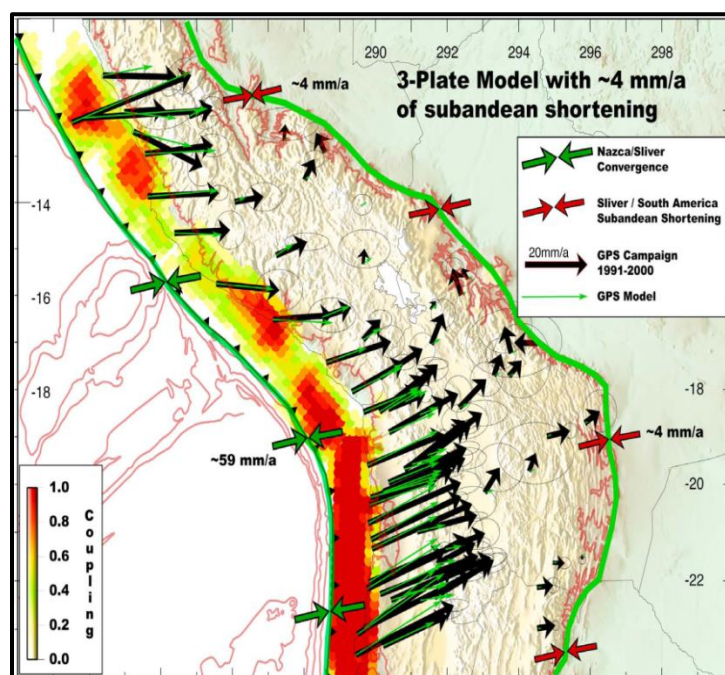 290 292 294 296 298
~4 mm/a
3-Plate Model with ~4 mm/a
of subandean shortening
Nazca/Sliver
Convergence
Sliver / South America
Subandean Shortening
20mm/a
GPS Campaign
1991-2000
GPS Model
-14
-16
-18
-18
~59 mm/a
~4 mm/a
1.0
0.8
0.6
0.4
0.2
0.0
Coupling
-20
-22